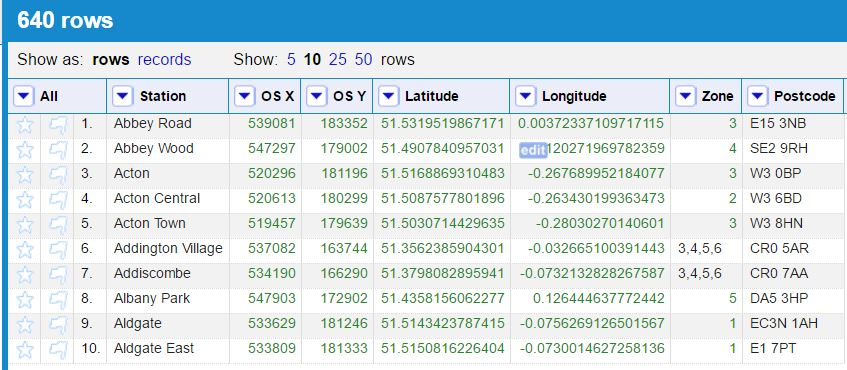 640 rows
Show as: rows records Show: 5 10 25 50 rows
All Station OS X OS Y Latitude Longitude Zone Postcode
1. Abbey Road 539081 183352 51.5319519867171 0.00372337109717115 3 E15 3NB
2. Abbey Wood 547297 179002 51.4907840957031 edit 120271969782359 4 SE2 9RH
3. Acton 520296 181196 51.5168869310483 -0.267689952184077 3 W3 0BP
4. Acton Central 520613 180299 51.5087577801896 -0.263430199363473 2 W3 6BD
5. Acton Town 519457 179639 51.5030714429635 -0.28030270140601 3 W3 8HN
6. Addington Village 537082 163744 51.3562385904301 -0.032665100391443 3,4,5,6 CR0 5AR
7. Addiscombe 534190 166290 51.3798082895941 -0.0732132828267587 3,4,5,6 CR0 7AA
8. Albany Park 547903 172902 51.4358156062277 0.126444637772442 5 DA5 3HP
9. Aldgate 533629 181246 51.5143423787415 -0.0756269126501567 1 EC3N 1AH
10. Aldgate East 533809 181333 51.5150816226404 -0.0730014627258136 1 E1 7PT